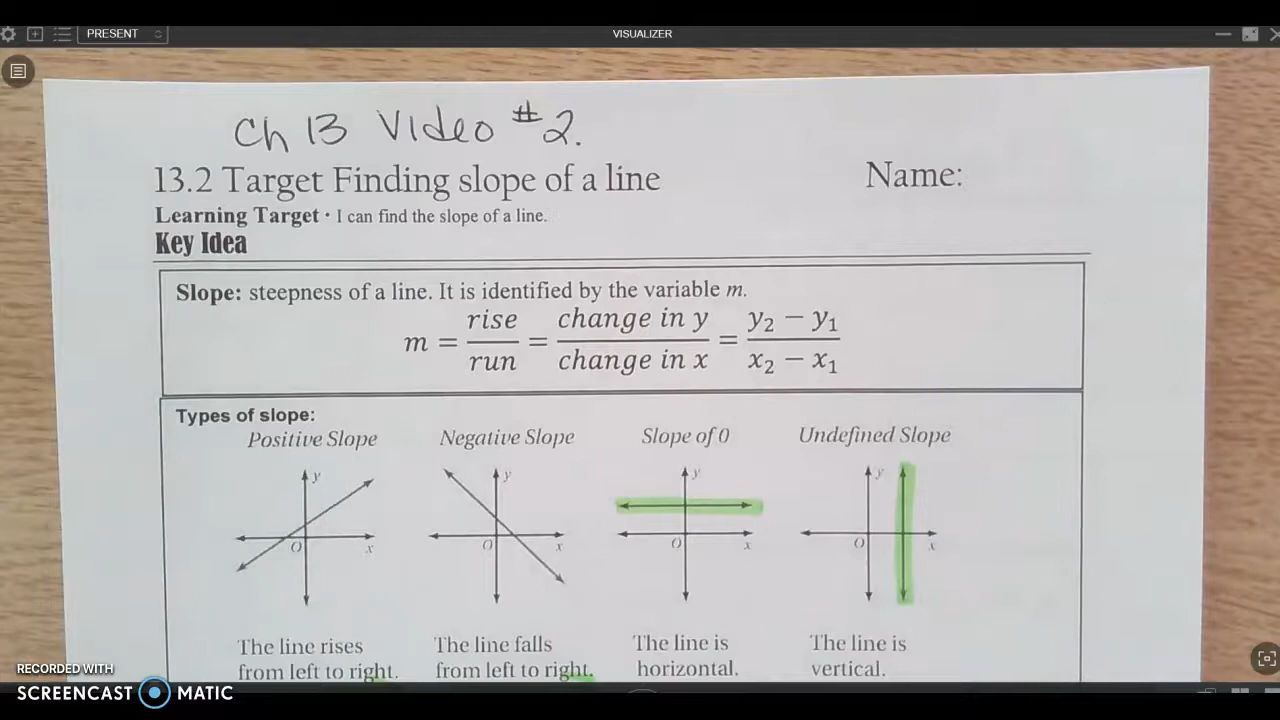 PRESENT
VISUALIZER
Ch 13 Video #2.
13.2 Target Finding slope of a line
Name:
Learning Target · I can find the slope of a line.
Key Idea
Slope: steepness of a line. It is identified by the variable m.
m = rise/run = change in y/change in x = y₂ − y₁/x₂ − x₁
Types of slope:
Positive Slope
Negative Slope
Slope of 0
Undefined Slope
y
O
x
y
O
x
y
O
x
y
O
x
The line rises
from left to right.
The line falls
from left to right.
The line is
horizontal.
The line is
vertical.
RECORDED WITH
SCREENCAST MATIC